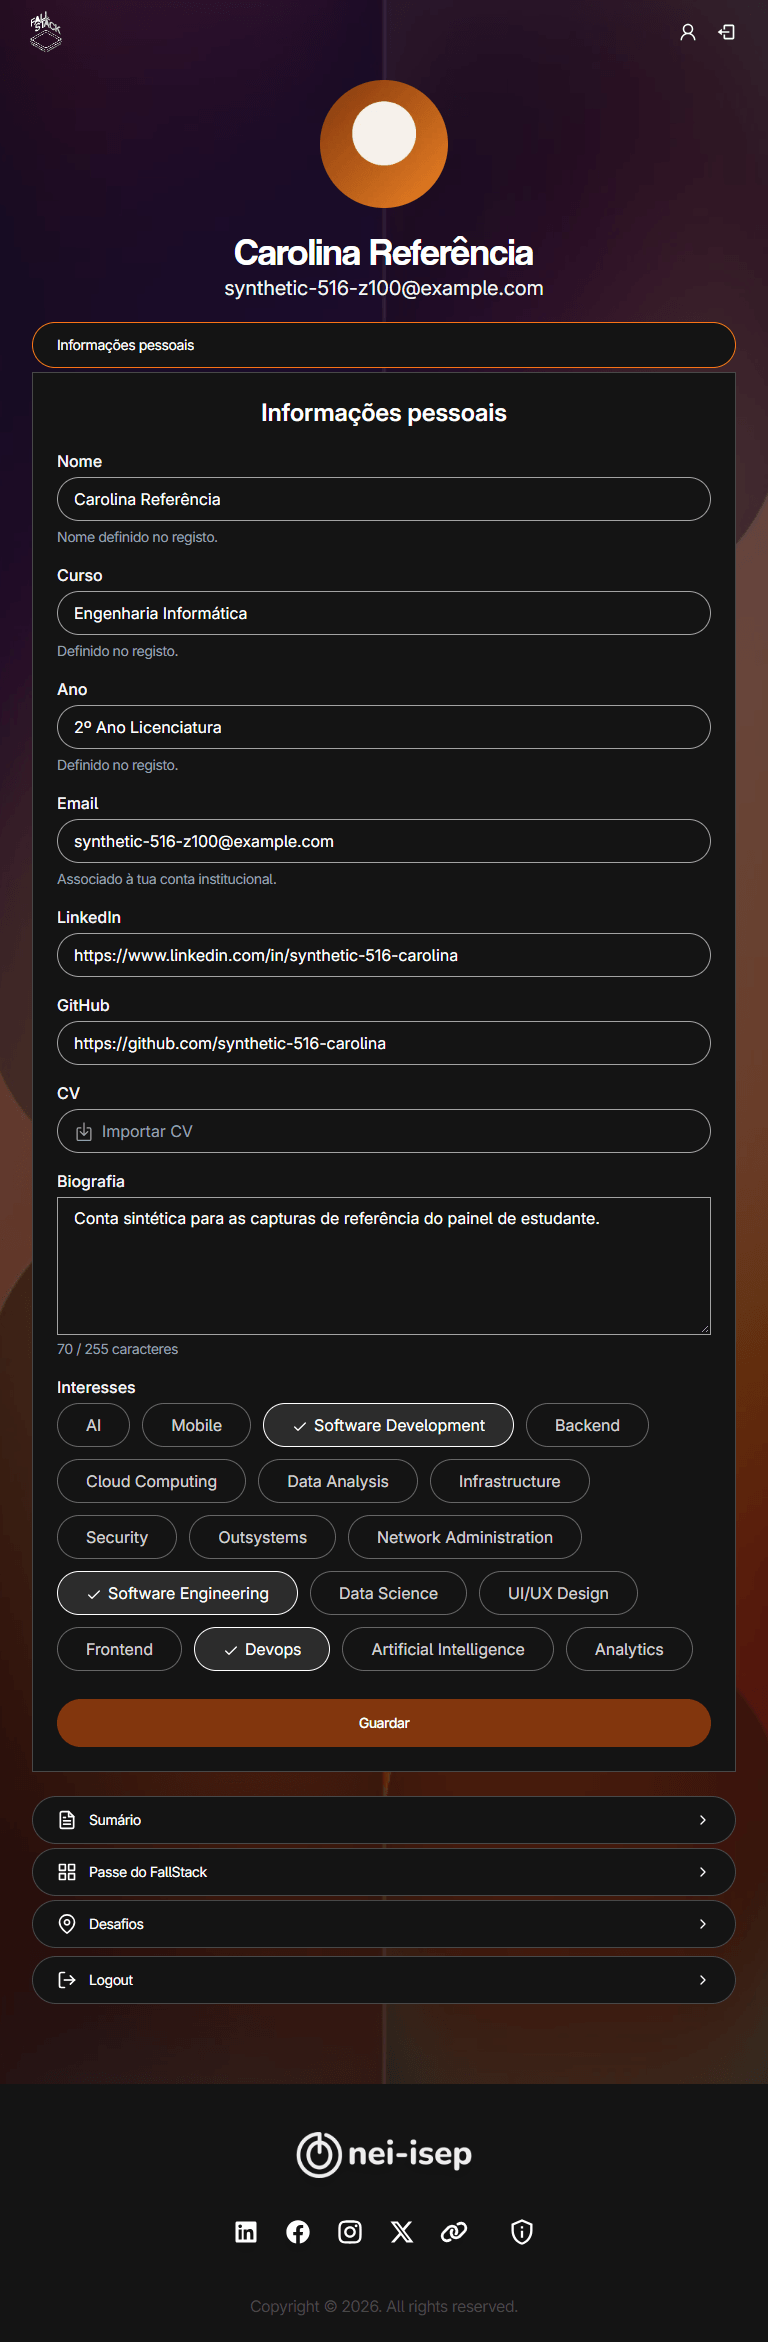 FALL
STACK
Carolina Referência
synthetic-516-z100@example.com
Informações pessoais
Informações pessoais
Nome
Carolina Referência
Nome definido no registo.
Curso
Engenharia Informática
Definido no registo.
Ano
2º Ano Licenciatura
Definido no registo.
Email
synthetic-516-z100@example.com
Associado à tua conta institucional.
LinkedIn
https://www.linkedin.com/in/synthetic-516-carolina
GitHub
https://github.com/synthetic-516-carolina
CV
Importar CV
Biografia
Conta sintética para as capturas de referência do painel de estudante.
70 / 255 caracteres
Interesses
AI Mobile Software Development Backend
Cloud Computing Data Analysis Infrastructure
Security Outsystems Network Administration
Software Engineering Data Science UI/UX Design
Frontend Devops Artificial Intelligence Analytics
Guardar
Sumário
Passe do FallStack
Desafios
Logout
nei-isep
Copyright © 2026. All rights reserved.